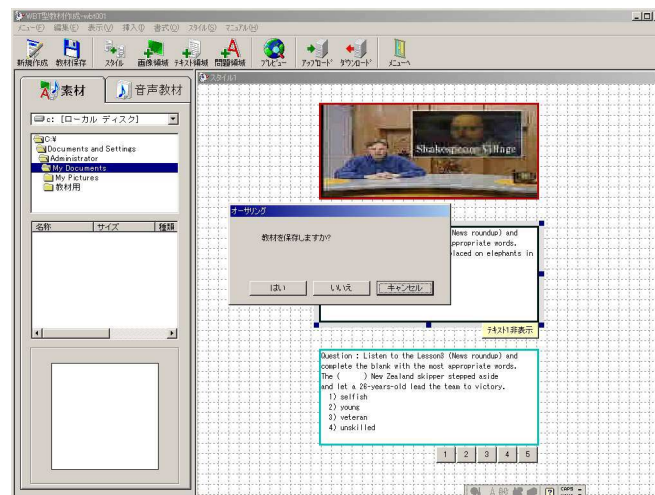 WBT型教材作成-wbt001
メニュー(E) 編集(E) 表示(V) 挿入(I) 書式(O) スタイル(S) マニュアル(H)
新規作成 教材保存 スタイル 画像領域 テキスト領域 問題領域 プレビュー アップロード ダウンロード メニューへ
素材 音声教材
スタイル1
c: [ローカル ディスク]
C:¥
Documents and Settings
Administrator
My Documents
My Pictures
教材用
名称 サイズ 種類
Shakespeare Village
オーサリング
教材を保存しますか?
はい いいえ キャンセル
(News roundup) and
appropriate words.
placed on elephants in
テキスト1非表示
Question : Listen to the Lesson8 (News roundup) and
complete the blank with the most appropriate words.
The ( ) New Zealand skipper stepped aside
and let a 26-years-old lead the team to victory.
1) selfish
2) young
3) veteran
4) unskilled
1 2 3 4 5
CAPS